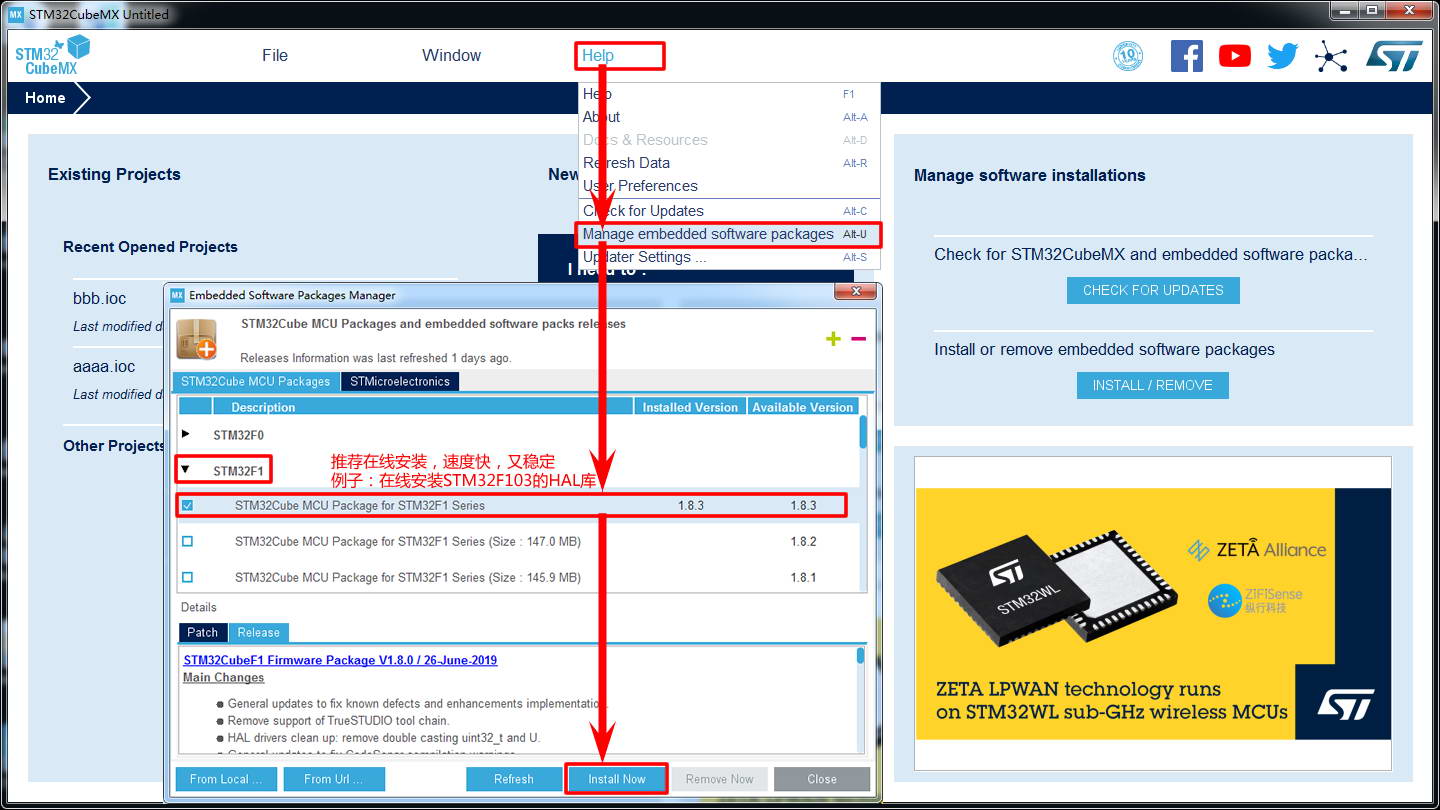 MX STM32CubeMX Untitled
STM32 CubeMX
File
Window
Help
10
ST
Home
Help F1
About Alt-A
Docs & Resources Alt-D
Refresh Data Alt-R
User Preferences
Check for Updates Alt-C
Manage embedded software packages Alt-U
Updater Settings ... Alt-S
Existing Projects
New
Recent Opened Projects
I need to :
bbb.ioc
Last modified d
aaaa.ioc
Last modified d
Other Projects
Manage software installations
Check for STM32CubeMX and embedded software packa...
CHECK FOR UPDATES
Install or remove embedded software packages
INSTALL / REMOVE
MX Embedded Software Packages Manager
STM32Cube MCU Packages and embedded software packs releases
Releases Information was last refreshed 1 days ago.
STM32Cube MCU Packages
STMicroelectronics
Description Installed Version Available Version
STM32F0
STM32F1
推荐在线安装，速度快，又稳定
例子：在线安装STM32F103的HAL库
STM32Cube MCU Package for STM32F1 Series 1.8.3 1.8.3
STM32Cube MCU Package for STM32F1 Series (Size : 147.0 MB) 1.8.2
STM32Cube MCU Package for STM32F1 Series (Size : 145.9 MB) 1.8.1
Details
Patch Release
STM32CubeF1 Firmware Package V1.8.0 / 26-June-2019
Main Changes
General updates to fix known defects and enhancements implementation.
Remove support of TrueSTUDIO tool chain.
HAL drivers clean up: remove double casting uint32_t and U.
General updates to fix CodeSonar compilation warnings
From Local ...
From Url ...
Refresh
Install Now
Remove Now
Close
ST
STM32WL
ZETA Alliance
ZiFiSense
纵行科技
ZETA LPWAN technology runs
on STM32WL sub-GHz wireless MCUs
ST